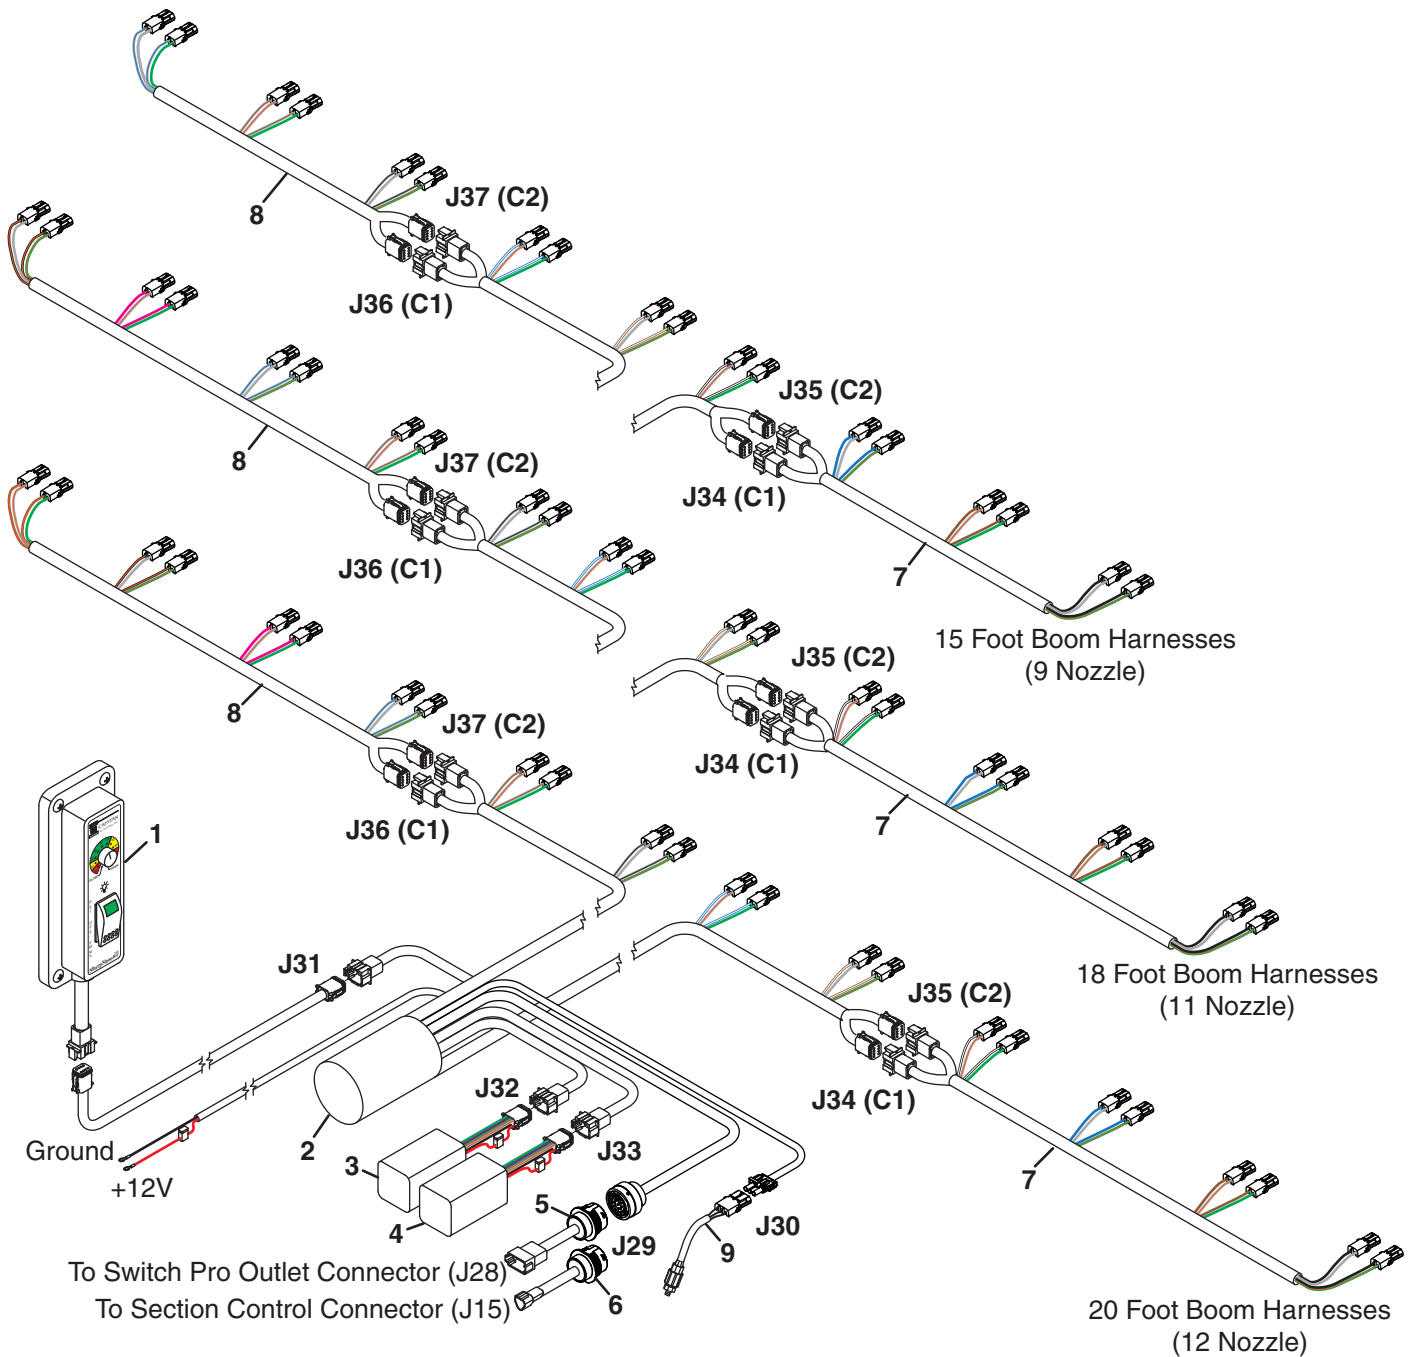 J37 (C2)
8
J36 (C1)
J35 (C2)
J37 (C2)
8
J34 (C1)
J36 (C1)
7
15 Foot Boom Harnesses
(9 Nozzle)
J35 (C2)
8
J37 (C2)
J34 (C1)
J36 (C1)
7
1
CAPSTAN
18 Foot Boom Harnesses
(11 Nozzle)
J31
J35 (C2)
J32
J34 (C1)
Ground
2
J33
3
+12V
7
5
4
J29
9
J30
To Switch Pro Outlet Connector (J28)
To Section Control Connector (J15)
6
20 Foot Boom Harnesses
(12 Nozzle)